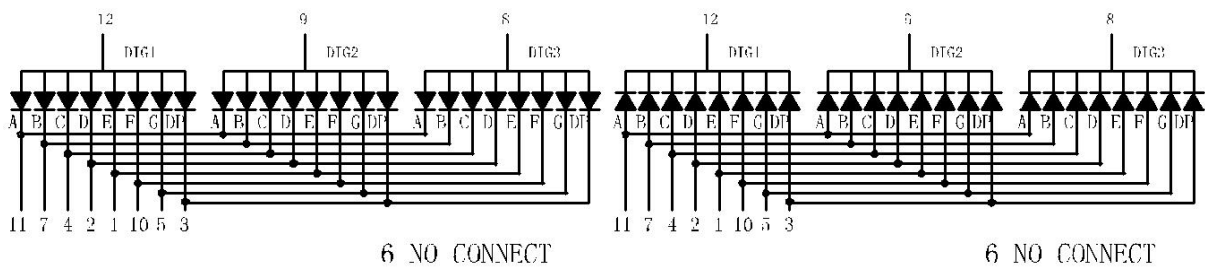 12 9 8 12 8
DIG1 DIG2 DIG3 DIG1 DIG2 DIG3
A B C D E F G DP A B C D E F G DP A B C D E F G DP A B C D E F G DP A B C D E F G DP A B C D E F G DP
11 7 4 2 1 10 5 3 11 7 4 2 1 10 5 3
6 NO CONNECT 6 NO CONNECT